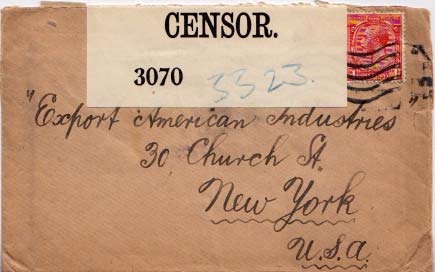 CENSOR.
3070 3323.
"Export American Industries"
30 Church St.
New York
U.S.A.